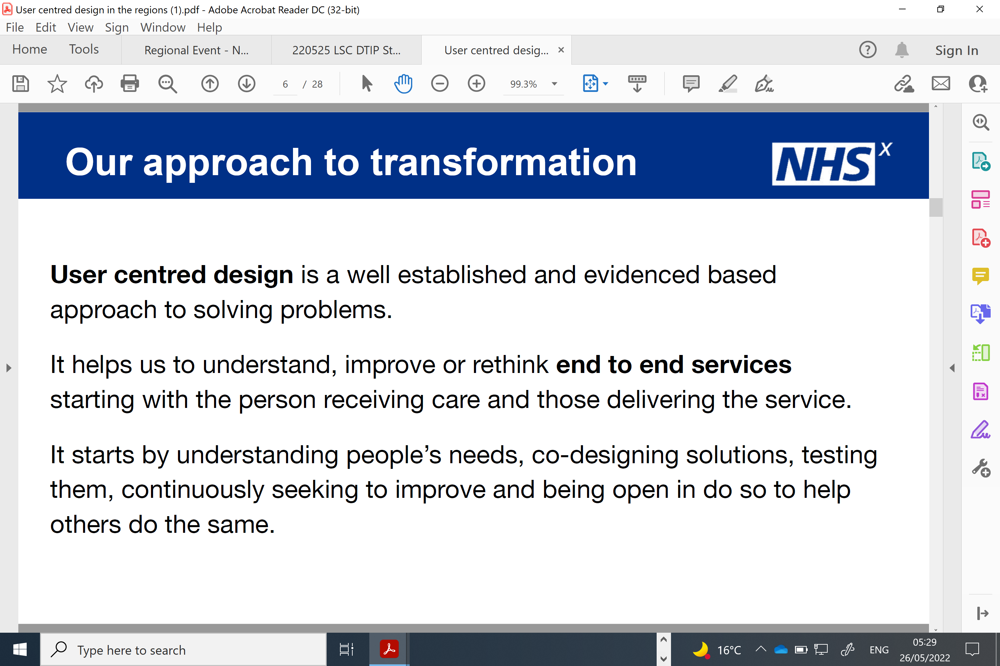 User centred design in the regions (1).pdf - Adobe Acrobat Reader DC (32-bit)
File Edit View Sign Window Help
Home Tools Regional Event - N... 220525 LSC DTIP St... User centred desig... × Sign In
6 / 28 99.3%
Our approach to transformation
NHS X
User centred design is a well established and evidenced based
approach to solving problems.
It helps us to understand, improve or rethink end to end services
starting with the person receiving care and those delivering the service.
It starts by understanding people’s needs, co-designing solutions, testing
them, continuously seeking to improve and being open in do so to help
others do the same.
Type here to search
16°C ENG
05:29
26/05/2022